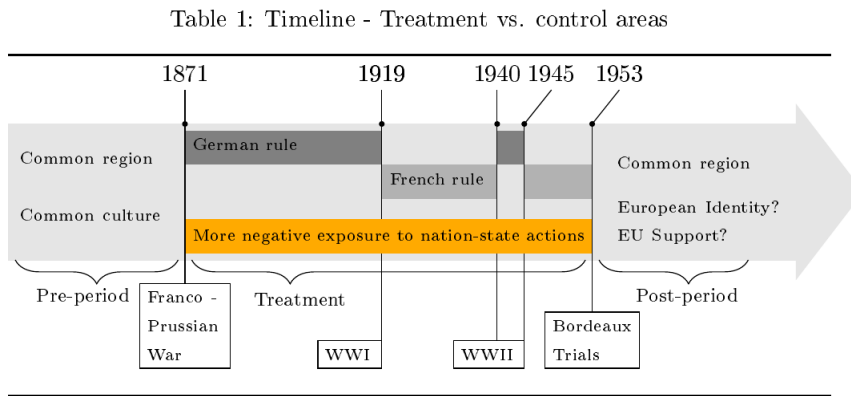 Table 1: Timeline - Treatment vs. control areas
1871
1919
1940
1945
1953
German rule
Common region
French rule
Common region
Common culture
European Identity?
More negative exposure to nation-state actions
EU Support?
Pre-period
Treatment
Post-period
Franco -
Prussian
War
WWI
WWII
Bordeaux
Trials